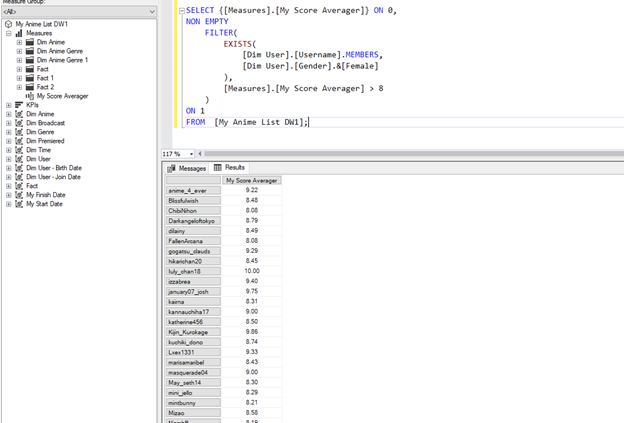 Measure Group:
<All>
My Anime List DW1
Measures
Dim Anime
Dim Anime Genre
Dim Anime Genre 1
Fact
Fact 1
Fact 2
My Score Averager
KPIs
Dim Anime
Dim Broadcast
Dim Genre
Dim Premiered
Dim Time
Dim User
Dim User - Birth Date
Dim User - Join Date
Fact
My Finish Date
My Start Date
SELECT {[Measures].[My Score Averager]} ON 0,
NON EMPTY
FILTER(
EXISTS(
[Dim User].[Username].MEMBERS,
[Dim User].[Gender].&[Female]
),
[Measures].[My Score Averager] > 8
)
ON 1
FROM [My Anime List DW1];
117 %
Messages Results
My Score Averager
anime_4_ever 9.22
Blissfulwish 8.48
ChibiNihon 8.08
Darkangeloftokyo 8.79
dilainy 8.49
FallenArcana 8.08
gogatsu_clauds 9.29
hikarichan20 8.45
Iuly_chan18 10.00
izzabrea 9.40
january07_josh 9.75
kairna 8.31
kannauchiha17 9.00
katherine456 8.50
Kijin_Kurokage 9.86
kuchiki_dono 8.74
Lxex1331 9.33
marisamaribel 8.43
masquerade04 9.00
May_seth14 8.30
mini_jello 8.29
mintbunny 8.21
Mizao 8.58
8.19